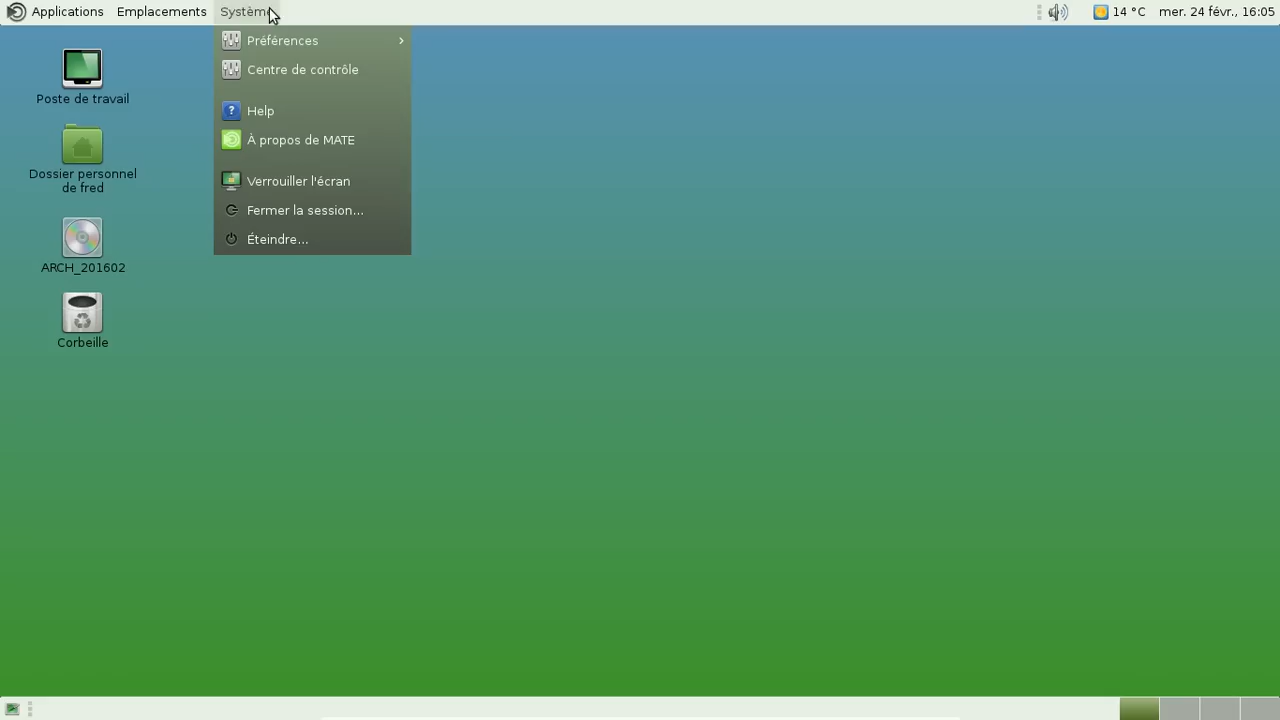 Applications Emplacements Système 14 °C mer. 24 févr., 16:05
Préférences
Centre de contrôle
Help
À propos de MATE
Verrouiller l'écran
Fermer la session...
Éteindre...
Poste de travail
Dossier personnel
de fred
ARCH_201602
Corbeille